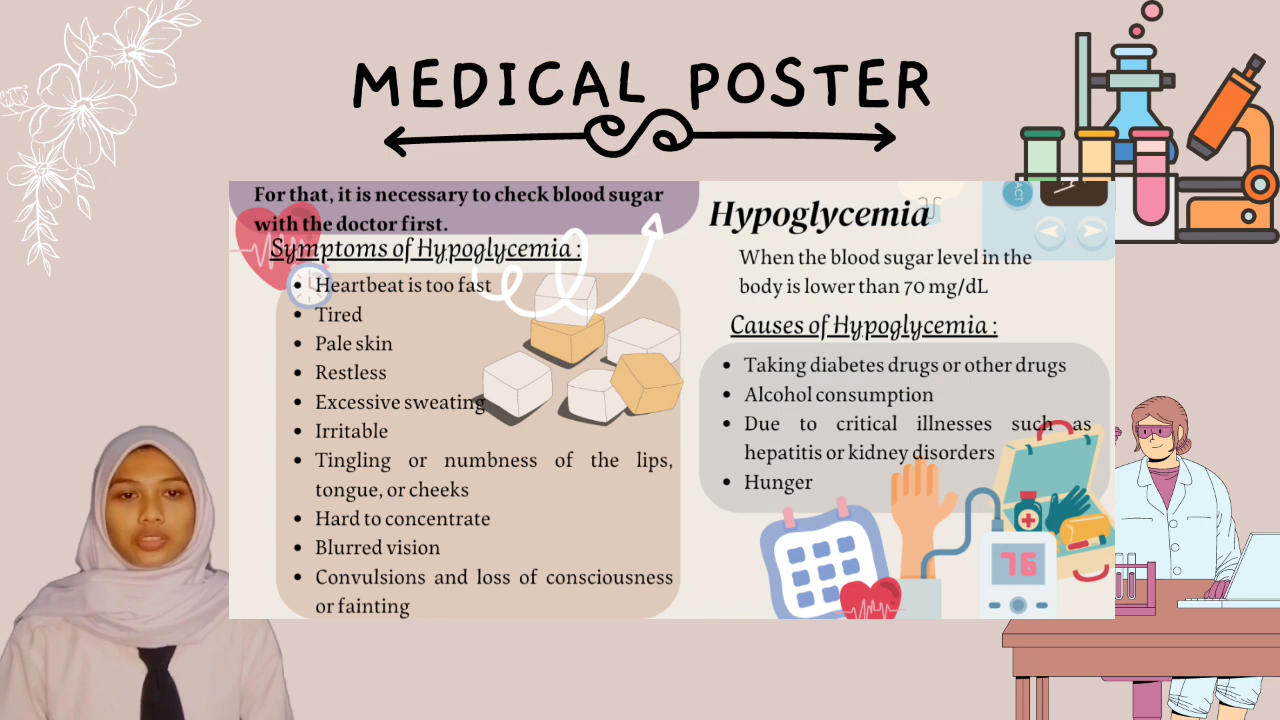 MEDICAL POSTER
For that, it is necessary to check blood sugar
with the doctor first.
Symptoms of Hypoglycemia :
• Heartbeat is too fast
• Tired
• Pale skin
• Restless
• Excessive sweating
• Irritable
• Tingling or numbness of the lips,
tongue, or cheeks
• Hard to concentrate
• Blurred vision
• Convulsions and loss of consciousness
or fainting
Hypoglycemia
When the blood sugar level in the
body is lower than 70 mg/dL
Causes of Hypoglycemia :
• Taking diabetes drugs or other drugs
• Alcohol consumption
• Due to critical illnesses such as
hepatitis or kidney disorders
• Hunger
76